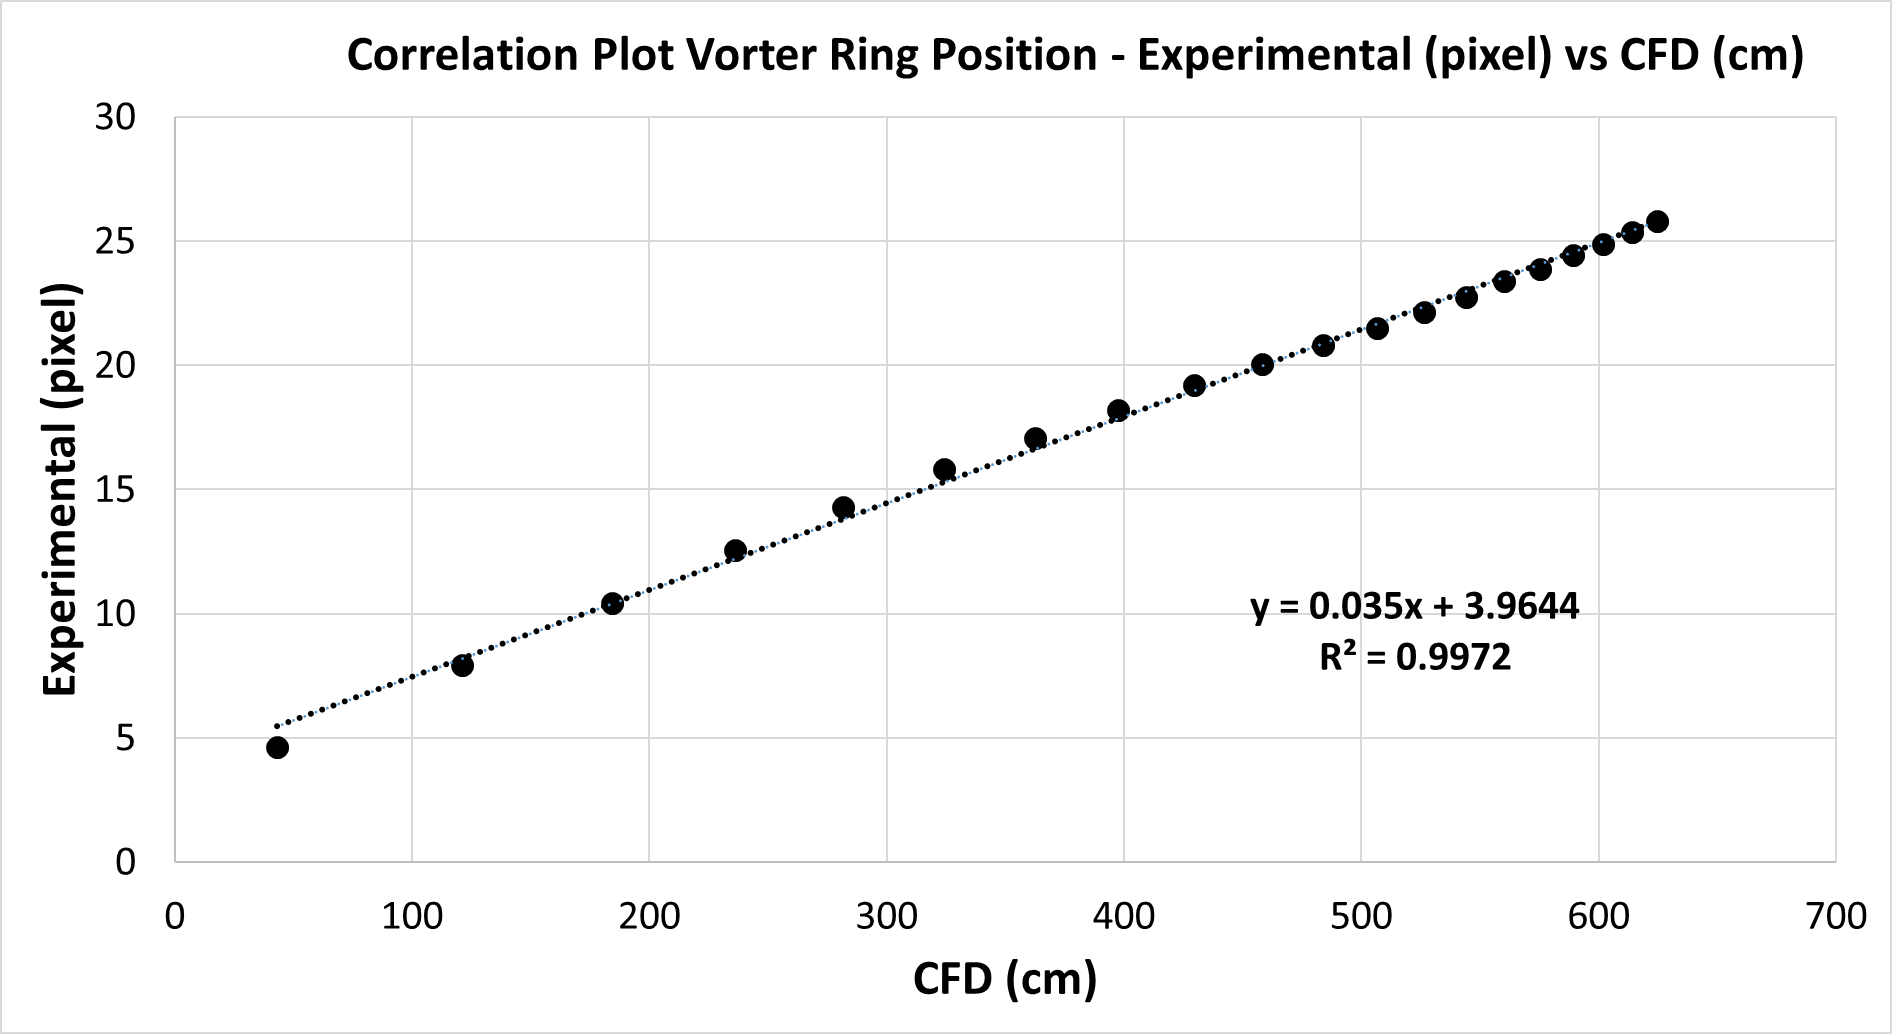 Correlation Plot Vorter Ring Position - Experimental (pixel) vs CFD (cm)
30
25
20
15
10
5
0
Experimental (pixel)
y = 0.035x + 3.9644
R² = 0.9972
0 100 200 300 400 500 600 700
CFD (cm)